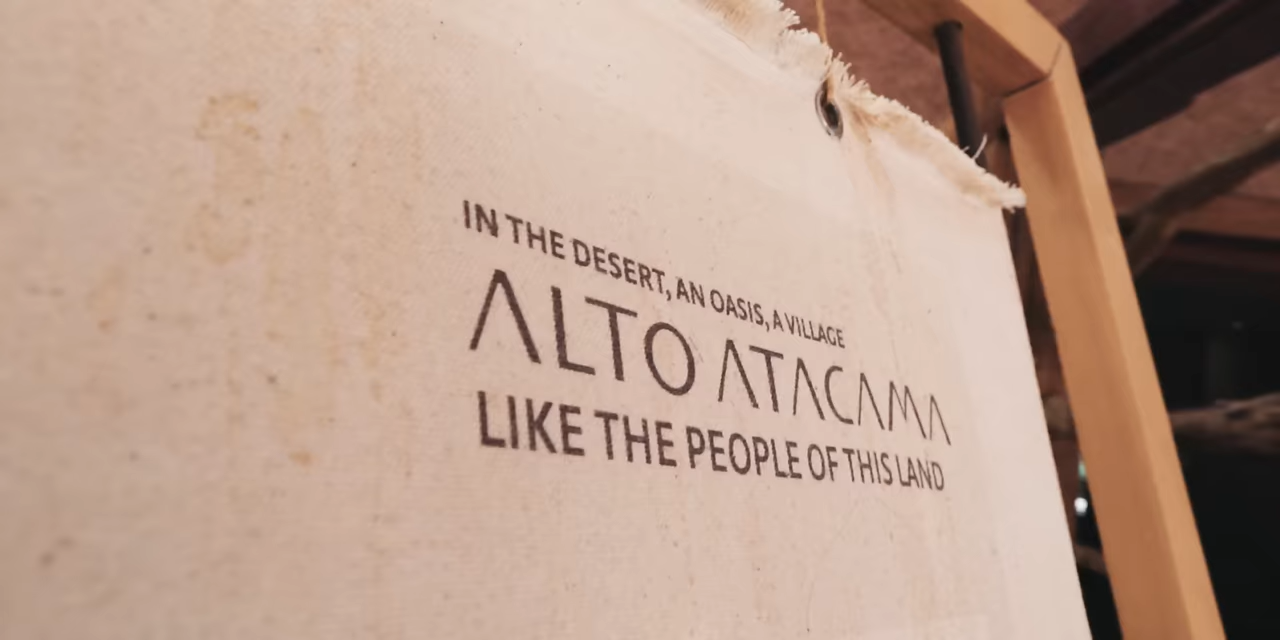 IN THE DESERT, AN OASIS, A VILLAGE
ALTO ATACAMA
LIKE THE PEOPLE OF THIS LAND